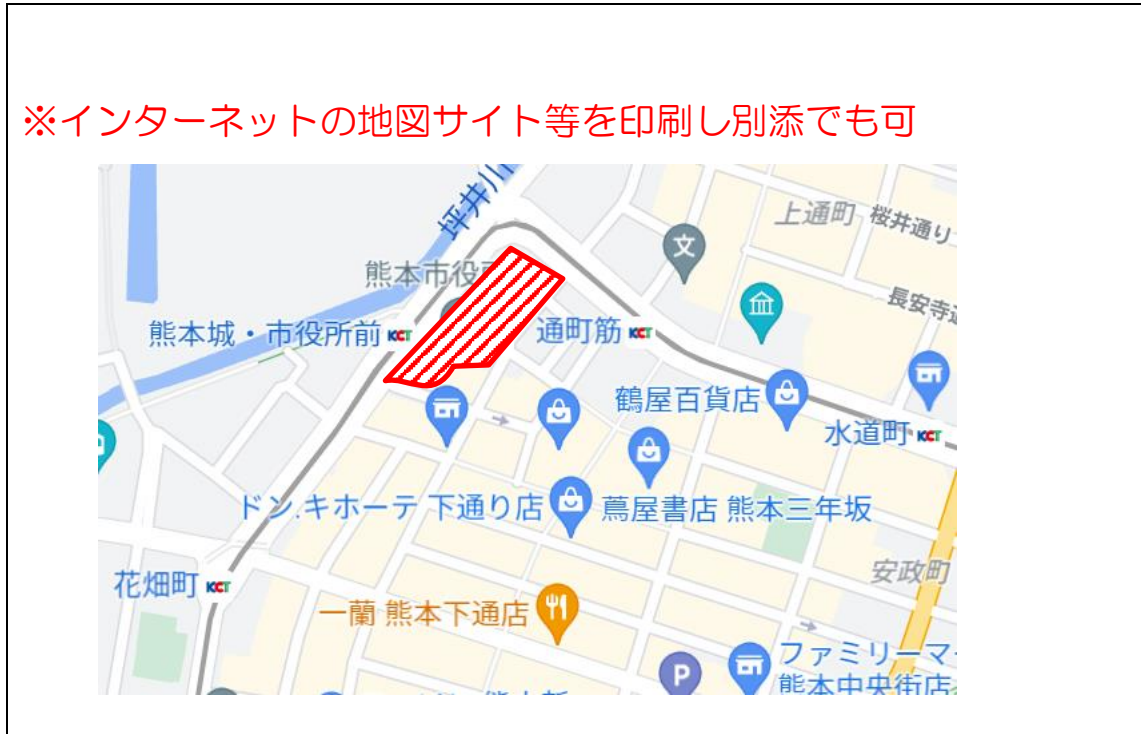 ※インターネットの地図サイト等を印刷し別添でも可
坪井川
上通町
桜井通り
熊本市役
文
長安寺
熊本城・市役所前 KCT
通町筋 KCT
鶴屋百貨店
水道町 KCT
ドン.キホーテ 下通り店
蔦屋書店 熊本三年坂
安政町
花畑町 KCT
一蘭 熊本下通店
P
ファミリーマ
熊本中央街店